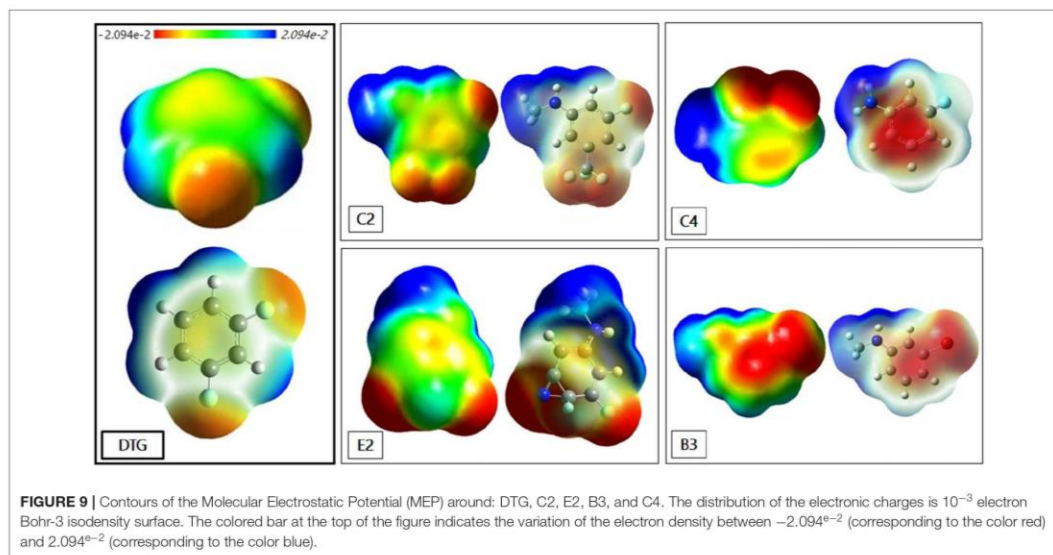 -2.094e-2 2.094e-2
C2
C4
DTG
E2
B3
FIGURE 9 | Contours of the Molecular Electrostatic Potential (MEP) around: DTG, C2, E2, B3, and C4. The distribution of the electronic charges is 10⁻³ electron
Bohr-3 isodensity surface. The colored bar at the top of the figure indicates the variation of the electron density between −2.094ᵉ⁻² (corresponding to the color red)
and 2.094ᵉ⁻² (corresponding to the color blue).